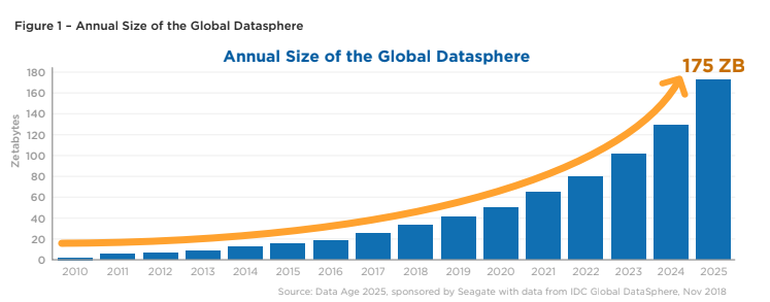 Figure 1 – Annual Size of the Global Datasphere
Annual Size of the Global Datasphere
175 ZB
180
160
140
120
100
80
60
40
20
0
Zetabytes
2010 2011 2012 2013 2014 2015 2016 2017 2018 2019 2020 2021 2022 2023 2024 2025
Source: Data Age 2025, sponsored by Seagate with data from IDC Global DataSphere, Nov 2018